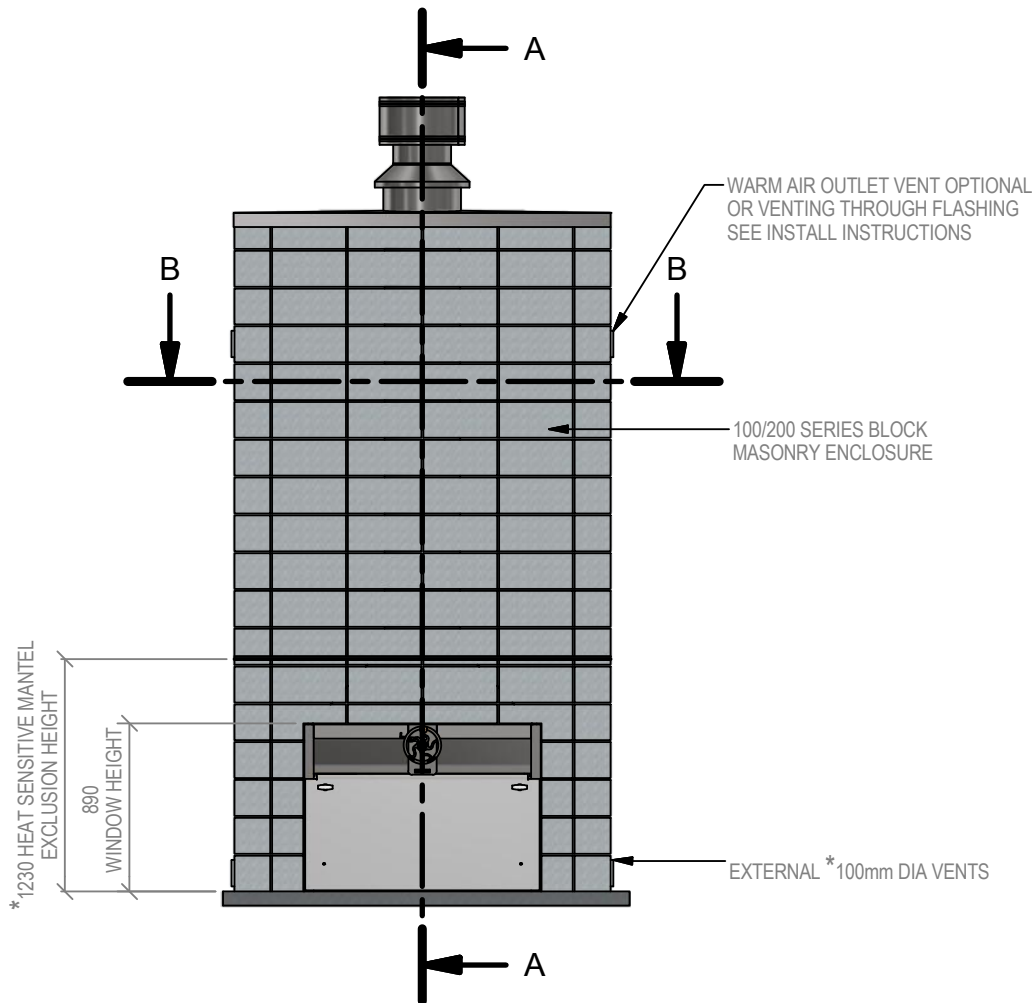 A
WARM AIR OUTLET VENT OPTIONAL
OR VENTING THROUGH FLASHING
SEE INSTALL INSTRUCTIONS
B
B
100/200 SERIES BLOCK
MASONRY ENCLOSURE
*1230 HEAT SENSITIVE MANTEL
EXCLUSION HEIGHT
890
WINDOW HEIGHT
EXTERNAL *100mm DIA VENTS
A